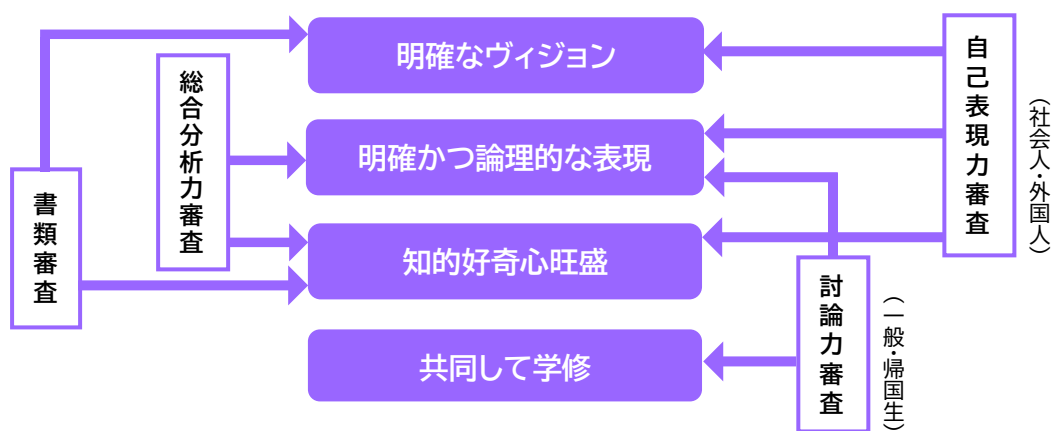 書類審査
総合分析力審査
明確なヴィジョン
明確かつ論理的な表現
知的好奇心旺盛
共同して学修
自己表現力審査
（社会人・外国人）
討論力審査
（一般・帰国生）